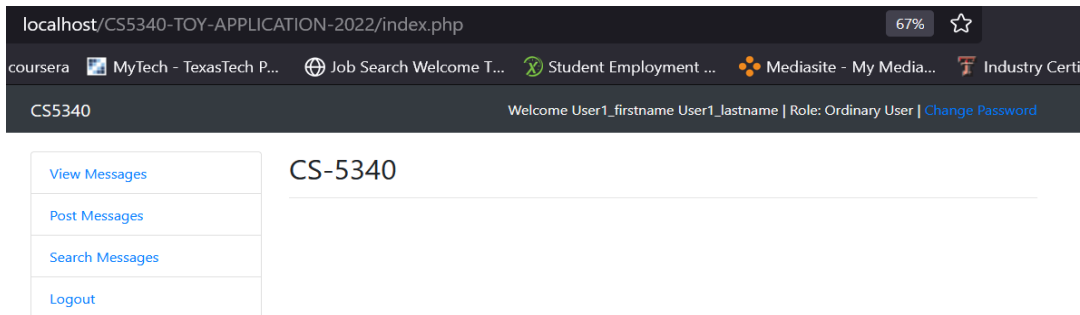 localhost/CS5340-TOY-APPLICATION-2022/index.php 67%
coursera MyTech - TexasTech P... Job Search Welcome T... Student Employment ... Mediasite - My Media... Industry Certi
CS5340 Welcome User1_firstname User1_lastname | Role: Ordinary User | Change Password
View Messages
CS-5340
Post Messages
Search Messages
Logout